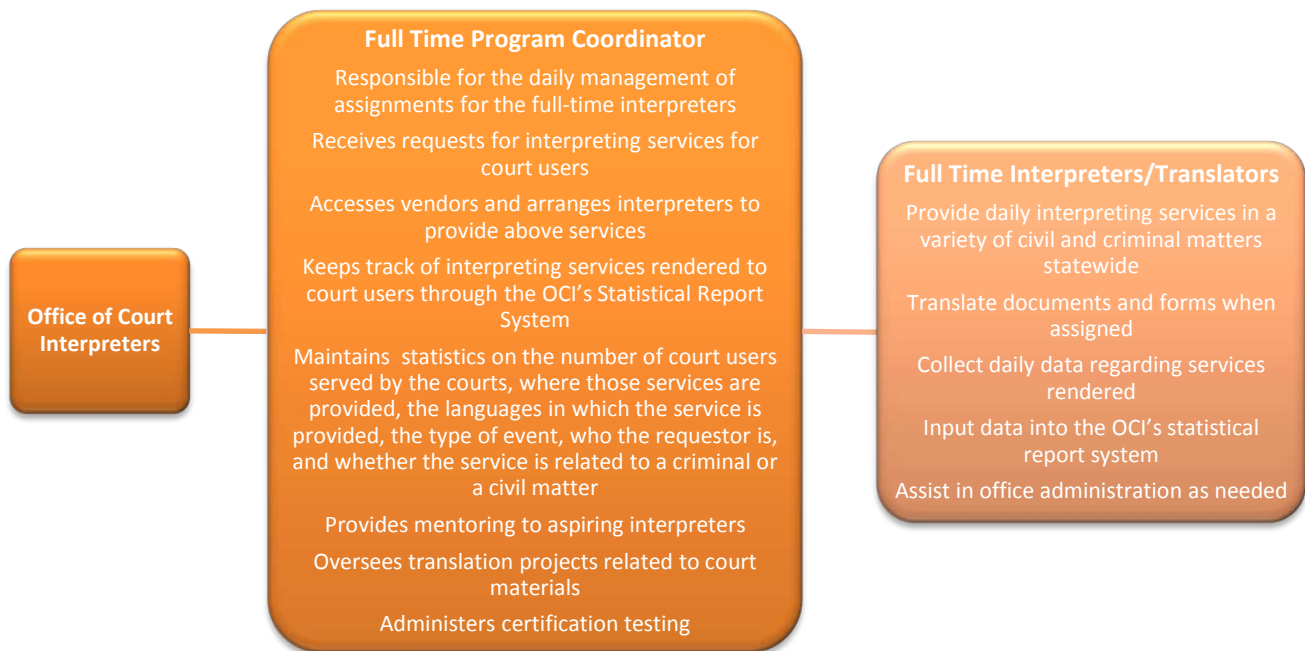 Office of Court
Interpreters
Full Time Program Coordinator
Responsible for the daily management of
assignments for the full-time interpreters
Receives requests for interpreting services for
court users
Accesses vendors and arranges interpreters to
provide above services
Keeps track of interpreting services rendered to
court users through the OCI's Statistical Report
System
Maintains  statistics on the number of court users
served by the courts, where those services are
provided, the languages in which the service is
provided, the type of event, who the requestor is,
and whether the service is related to a criminal or
a civil matter
Provides mentoring to aspiring interpreters
Oversees translation projects related to court
materials
Administers certification testing
Full Time Interpreters/Translators
Provide daily interpreting services in a
variety of civil and criminal matters
statewide
Translate documents and forms when
assigned
Collect daily data regarding services
rendered
Input data into the OCI's statistical
report system
Assist in office administration as needed